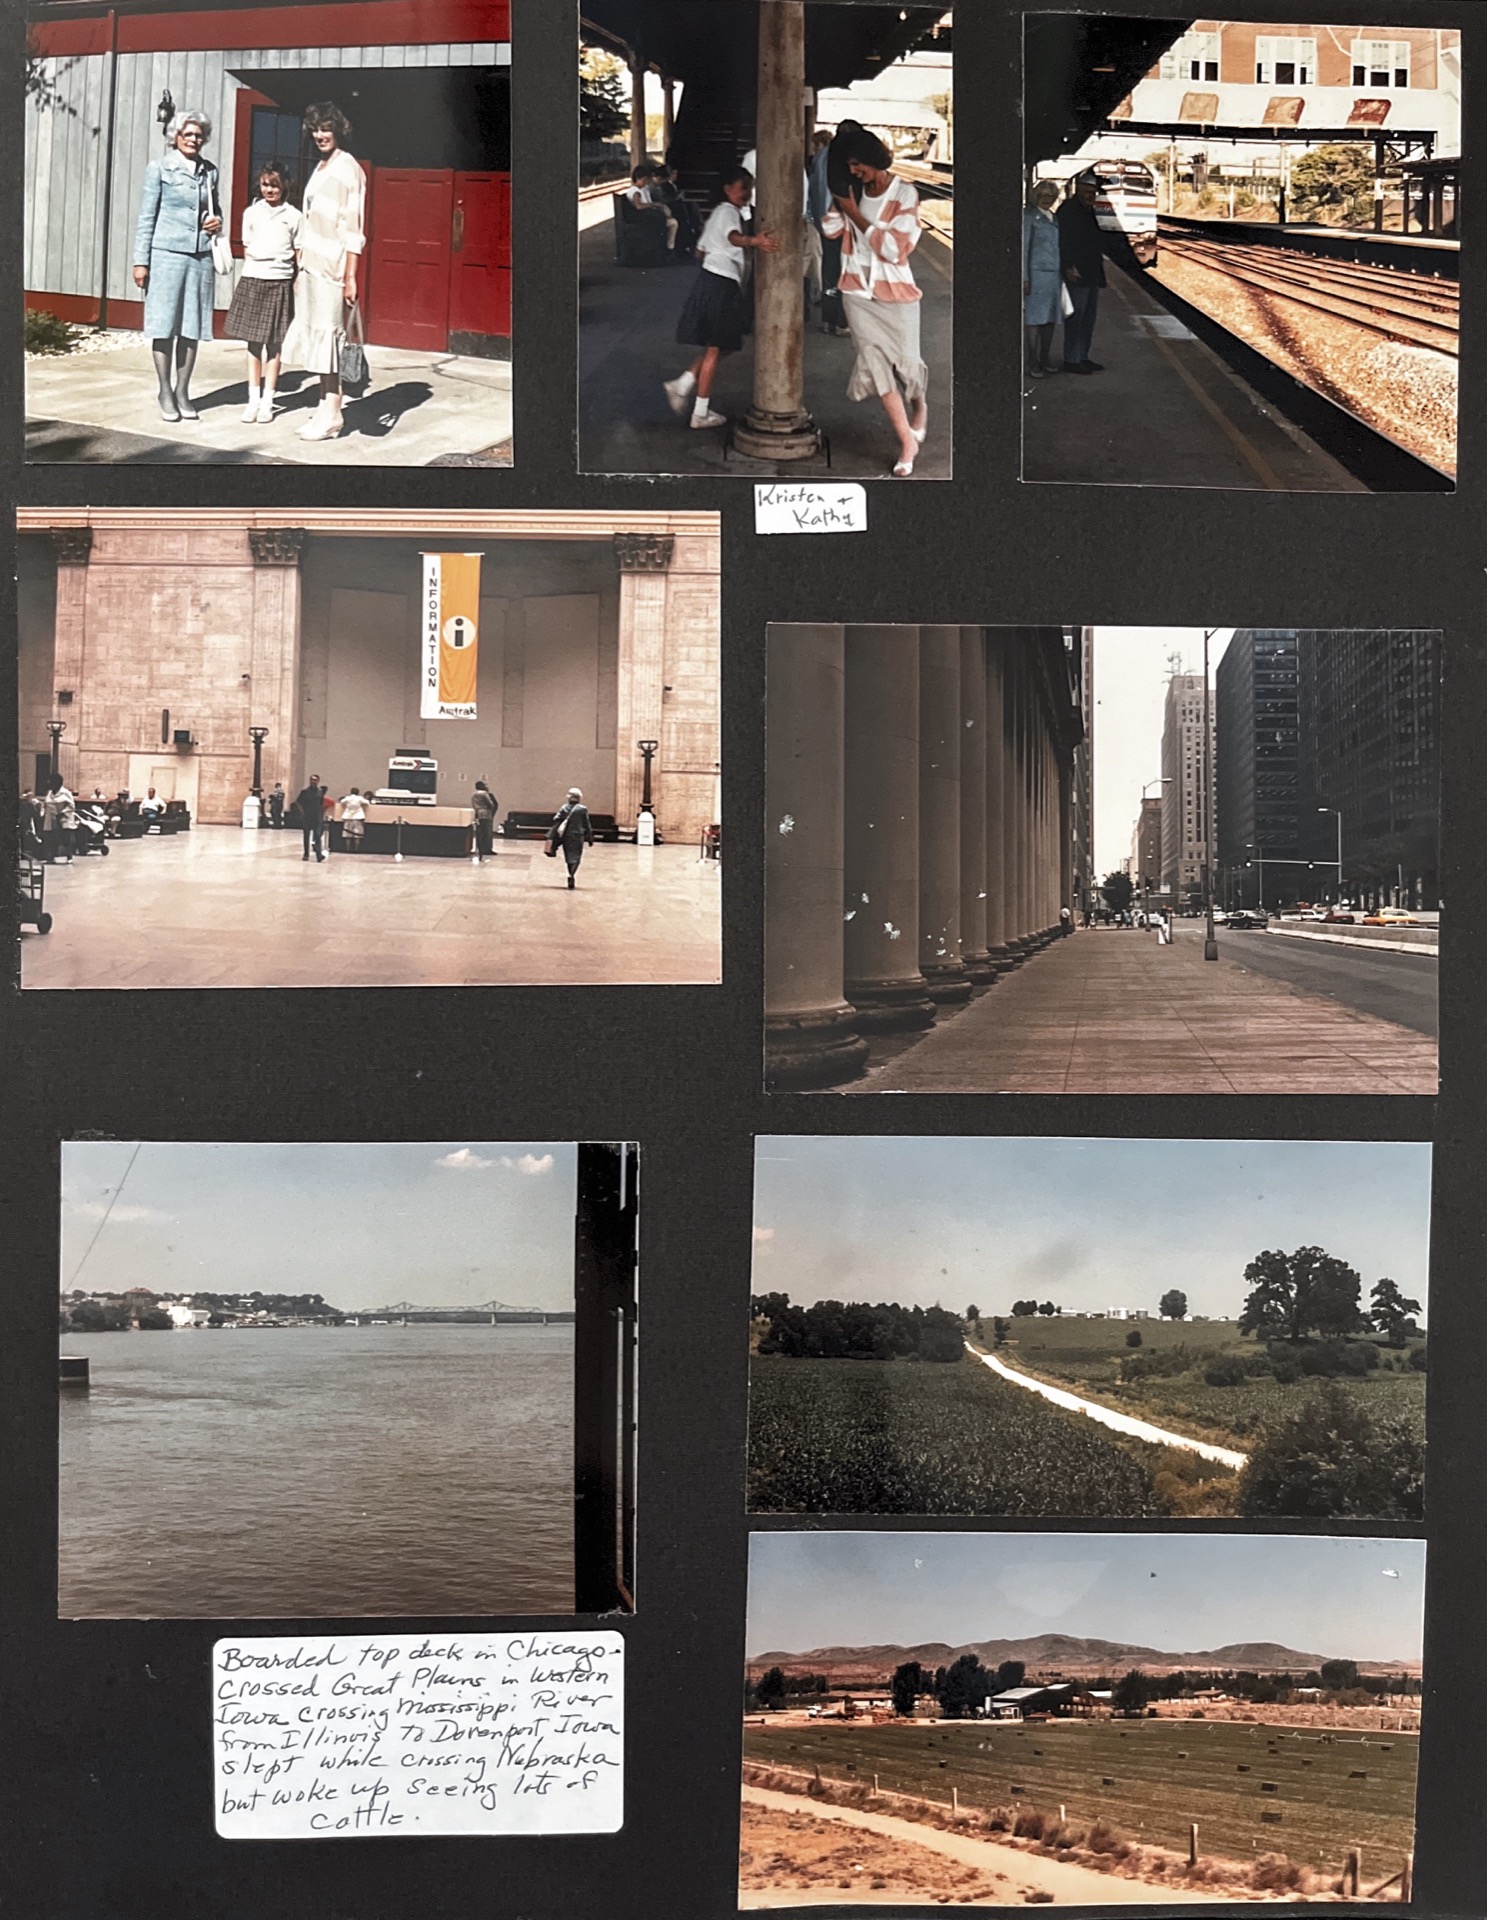 Kristen +
Kathy
INFORMATION
i
Amtrak
Amtrak
Boarded top deck in Chicago -
crossed Great Plains in western
Iowa crossing Mississippi River
from Illinois to Davenport Iowa
slept while crossing Nebraska
but woke up seeing lots of
cattle.